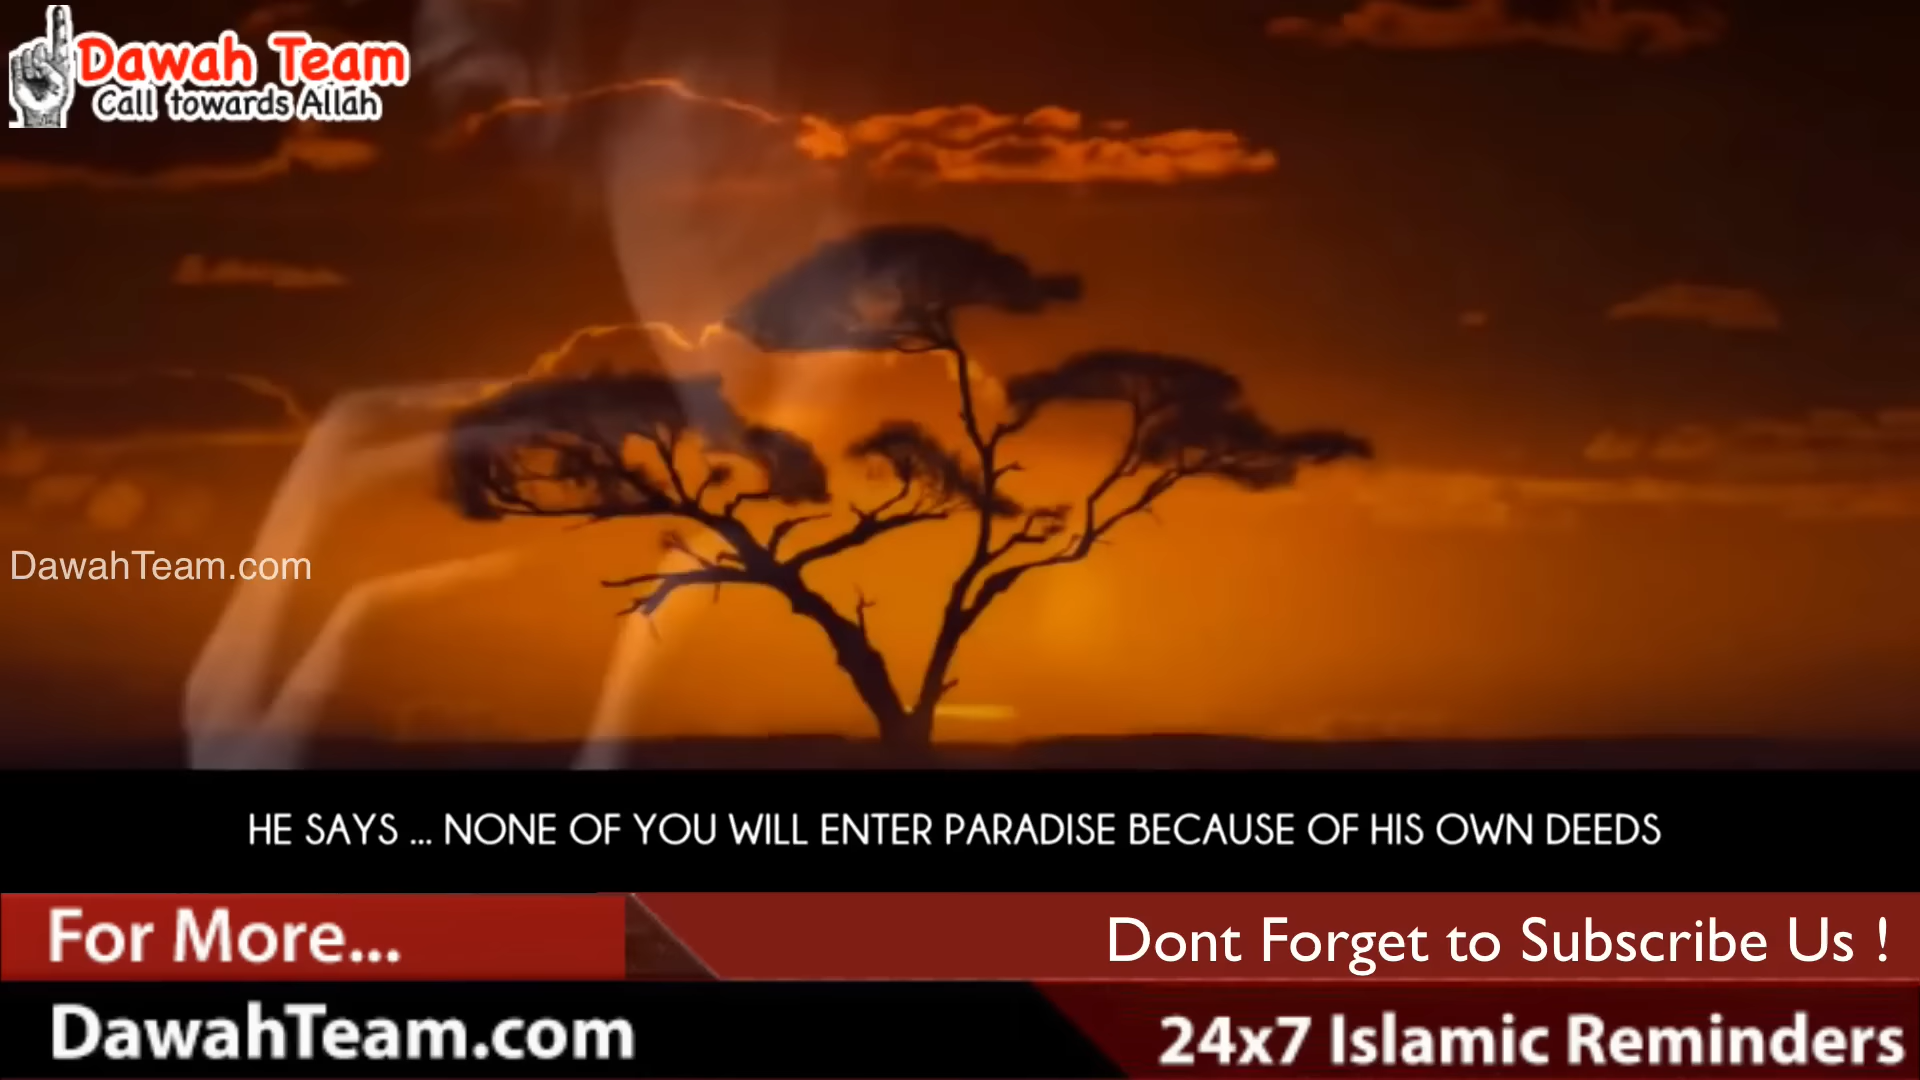 Dawah Team
Call towards Allah
DawahTeam.com
HE SAYS ... NONE OF YOU WILL ENTER PARADISE BECAUSE OF HIS OWN DEEDS
For More...
Dont Forget to Subscribe Us !
DawahTeam.com
24x7 Islamic Reminders